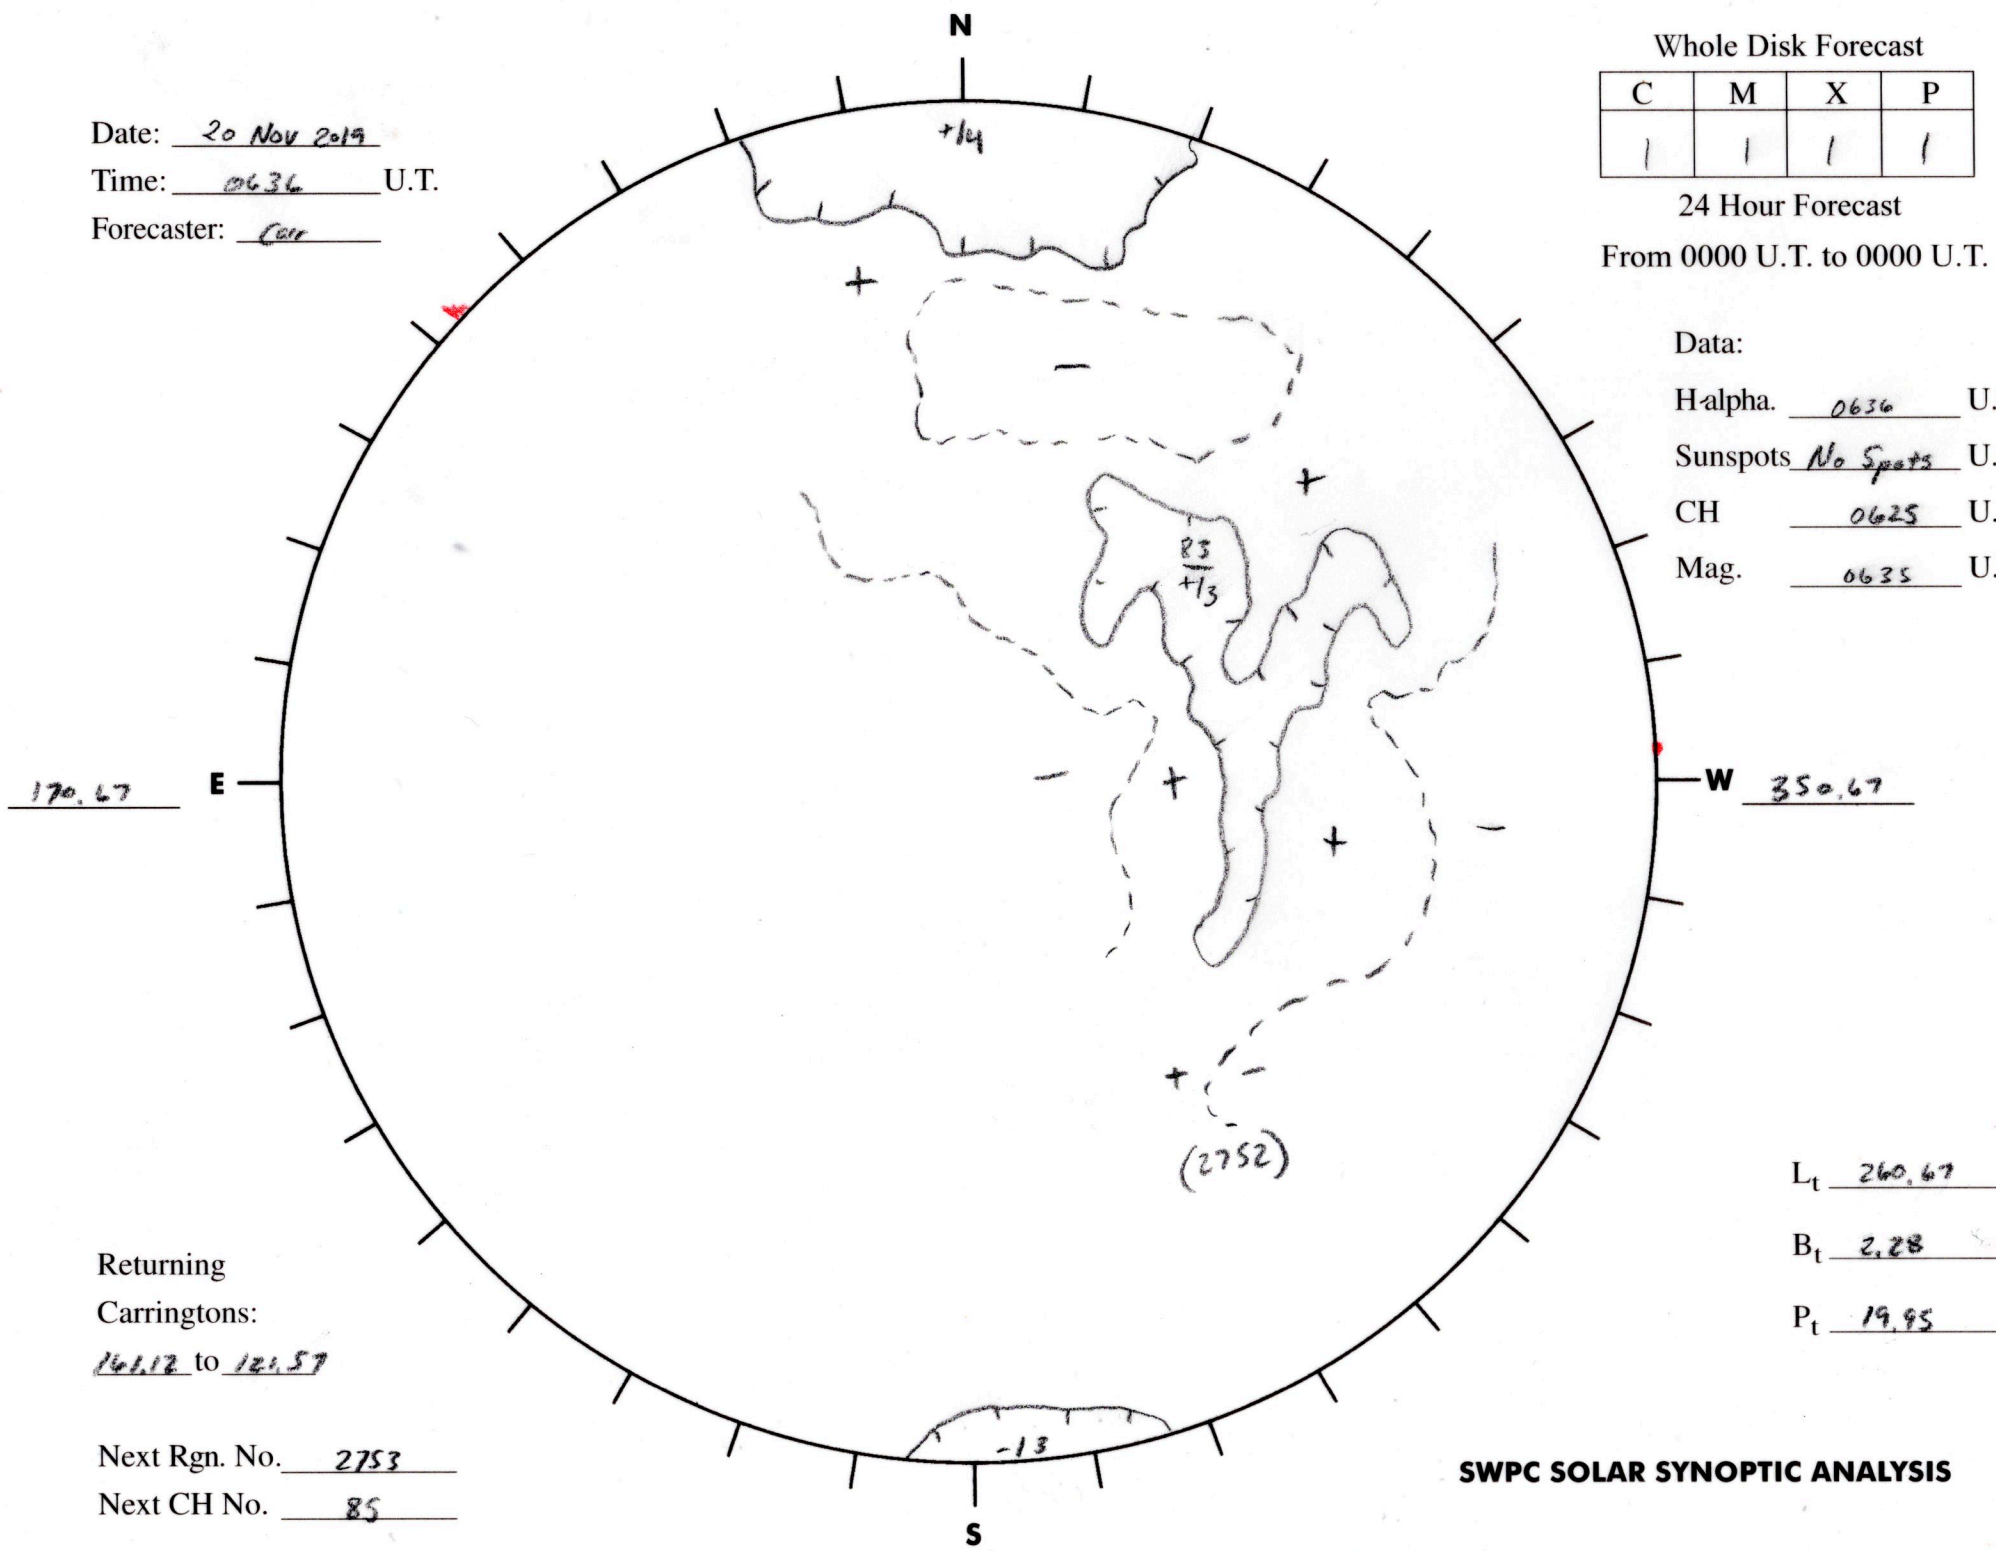 N
Whole Disk Forecast
C M X P
1 1 1 1
24 Hour Forecast
From 0000 U.T. to 0000 U.T.
Date: 20 Nov 2019
Time: 0636 U.T.
Forecaster:
+/4
+
−
+
83
+/3
Data:
H-alpha. 0636 U.
Sunspots No Spots U.
CH 0625 U.
Mag. 0635 U.
170.67 E
− + + −
W 350.67
+ −
(2752)
Lt 260.67
Bt 2.28
Pt 19.95
Returning
Carringtons:
161.12 to 121.57
-13
Next Rgn. No. 2753
Next CH No. 85
SWPC SOLAR SYNOPTIC ANALYSIS
S